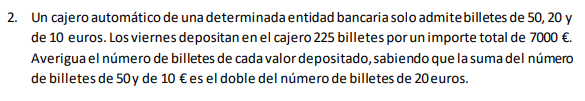 2. Un cajero automático de una determinada entidad bancaria solo admite billetes de 50, 20 y
de 10 euros. Los viernes depositan en el cajero 225 billetes por un importe total de 7000 €.
Averigua el número de billetes de cada valor depositado, sabiendo que la suma del número
de billetes de 50 y de 10 € es el doble del número de billetes de 20 euros.